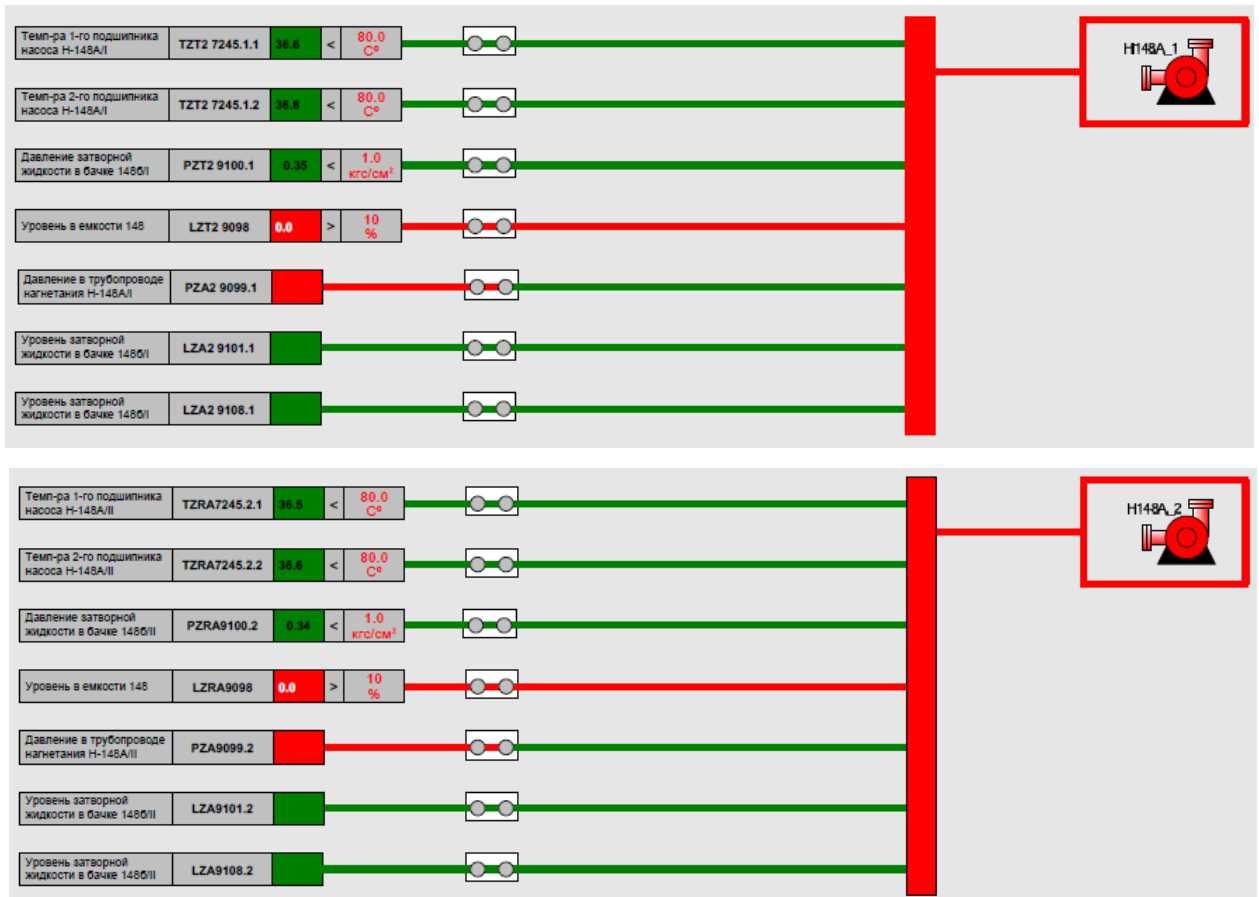 Темп-ра 1-го подшипника
насоса Н-148А/I
TZT2 7245.1.1
36.6
<
80.0
Cº
H148A_1
Темп-ра 2-го подшипника
насоса Н-148А/I
TZT2 7245.1.2
36.8
<
80.0
Cº
Давление затворной
жидкости в бачке 148б/I
PZT2 9100.1
0.35
<
1.0
кгс/см²
Уровень в емкости 148
LZT2 9098
0.0
>
10
%
Давление в трубопроводе
нагнетания Н-148А/I
PZA2 9099.1
Уровень затворной
жидкости в бачке 148б/I
LZA2 9101.1
Уровень затворной
жидкости в бачке 148б/I
LZA2 9108.1
Темп-ра 1-го подшипника
насоса Н-148А/II
TZRA7245.2.1
36.5
<
80.0
Cº
H148A_2
Темп-ра 2-го подшипника
насоса Н-148А/II
TZRA7245.2.2
36.6
<
80.0
Cº
Давление затворной
жидкости в бачке 148б/II
PZRA9100.2
0.34
<
1.0
кгс/см²
Уровень в емкости 148
LZRA9098
0.0
>
10
%
Давление в трубопроводе
нагнетания Н-148А/II
PZA9099.2
Уровень затворной
жидкости в бачке 148б/II
LZA9101.2
Уровень затворной
жидкости в бачке 148б/II
LZA9108.2